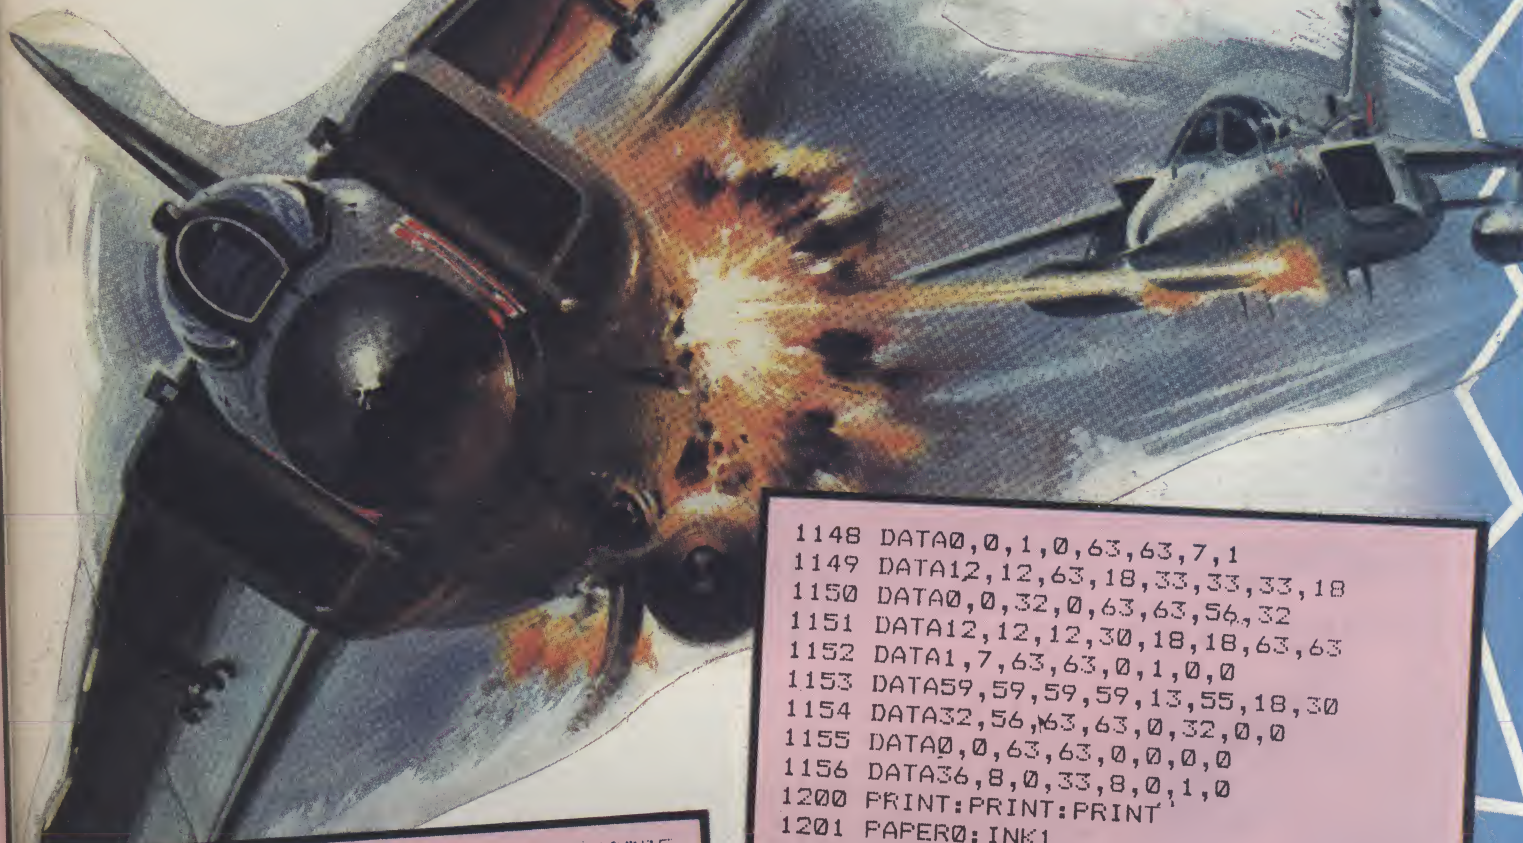 1148 DATA0,0,1,0,63,63,7,1
1149 DATA12,12,63,18,33,33,33,18
1150 DATA0,0,32,0,63,63,56,32
1151 DATA12,12,12,30,18,18,63,63
1152 DATA1,7,63,63,0,1,0,0
1153 DATA59,59,59,59,13,55,18,30
1154 DATA32,56,63,63,0,32,0,0
1155 DATA0,0,63,63,0,0,0,0
1156 DATA36,8,0,33,8,0,1,0
1200 PRINT:PRINT:PRINT
1201 PAPER0:INK1